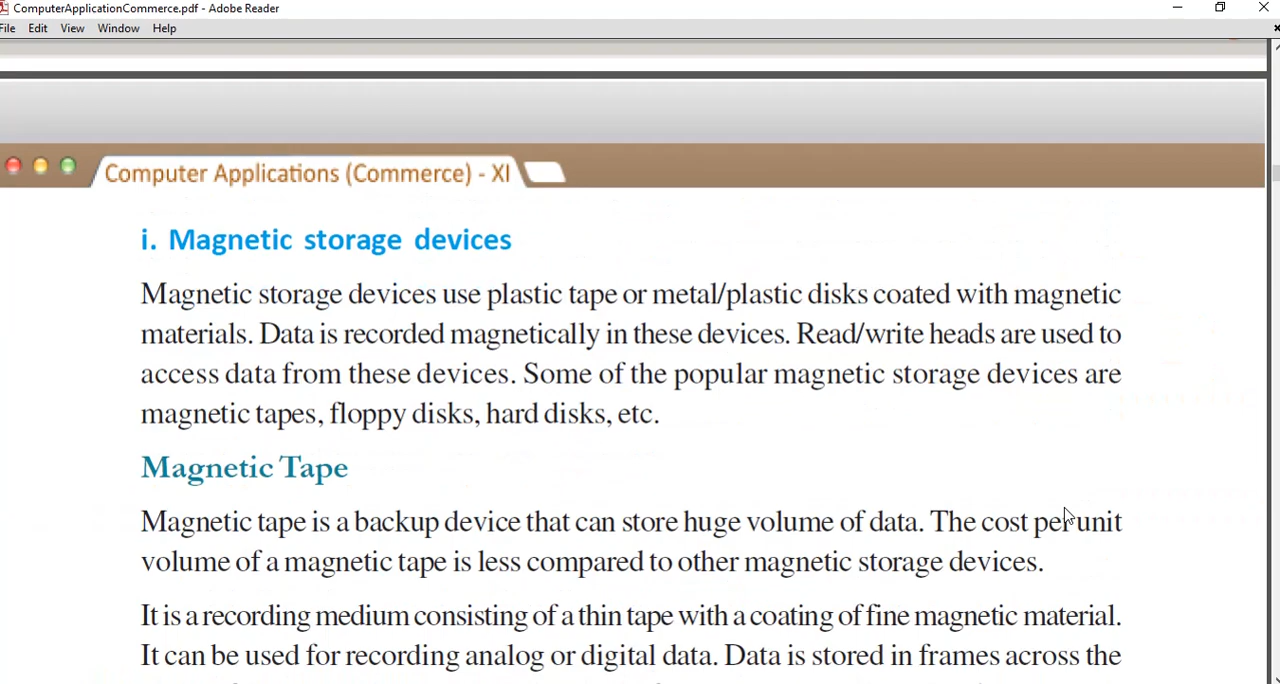 ComputerApplicationCommerce.pdf - Adobe Reader
File Edit View Window Help
Computer Applications (Commerce) - XI
i. Magnetic storage devices
Magnetic storage devices use plastic tape or metal/plastic disks coated with magnetic
materials. Data is recorded magnetically in these devices. Read/write heads are used to
access data from these devices. Some of the popular magnetic storage devices are
magnetic tapes, floppy disks, hard disks, etc.
Magnetic Tape
Magnetic tape is a backup device that can store huge volume of data. The cost per unit
volume of a magnetic tape is less compared to other magnetic storage devices.
It is a recording medium consisting of a thin tape with a coating of fine magnetic material.
It can be used for recording analog or digital data. Data is stored in frames across the